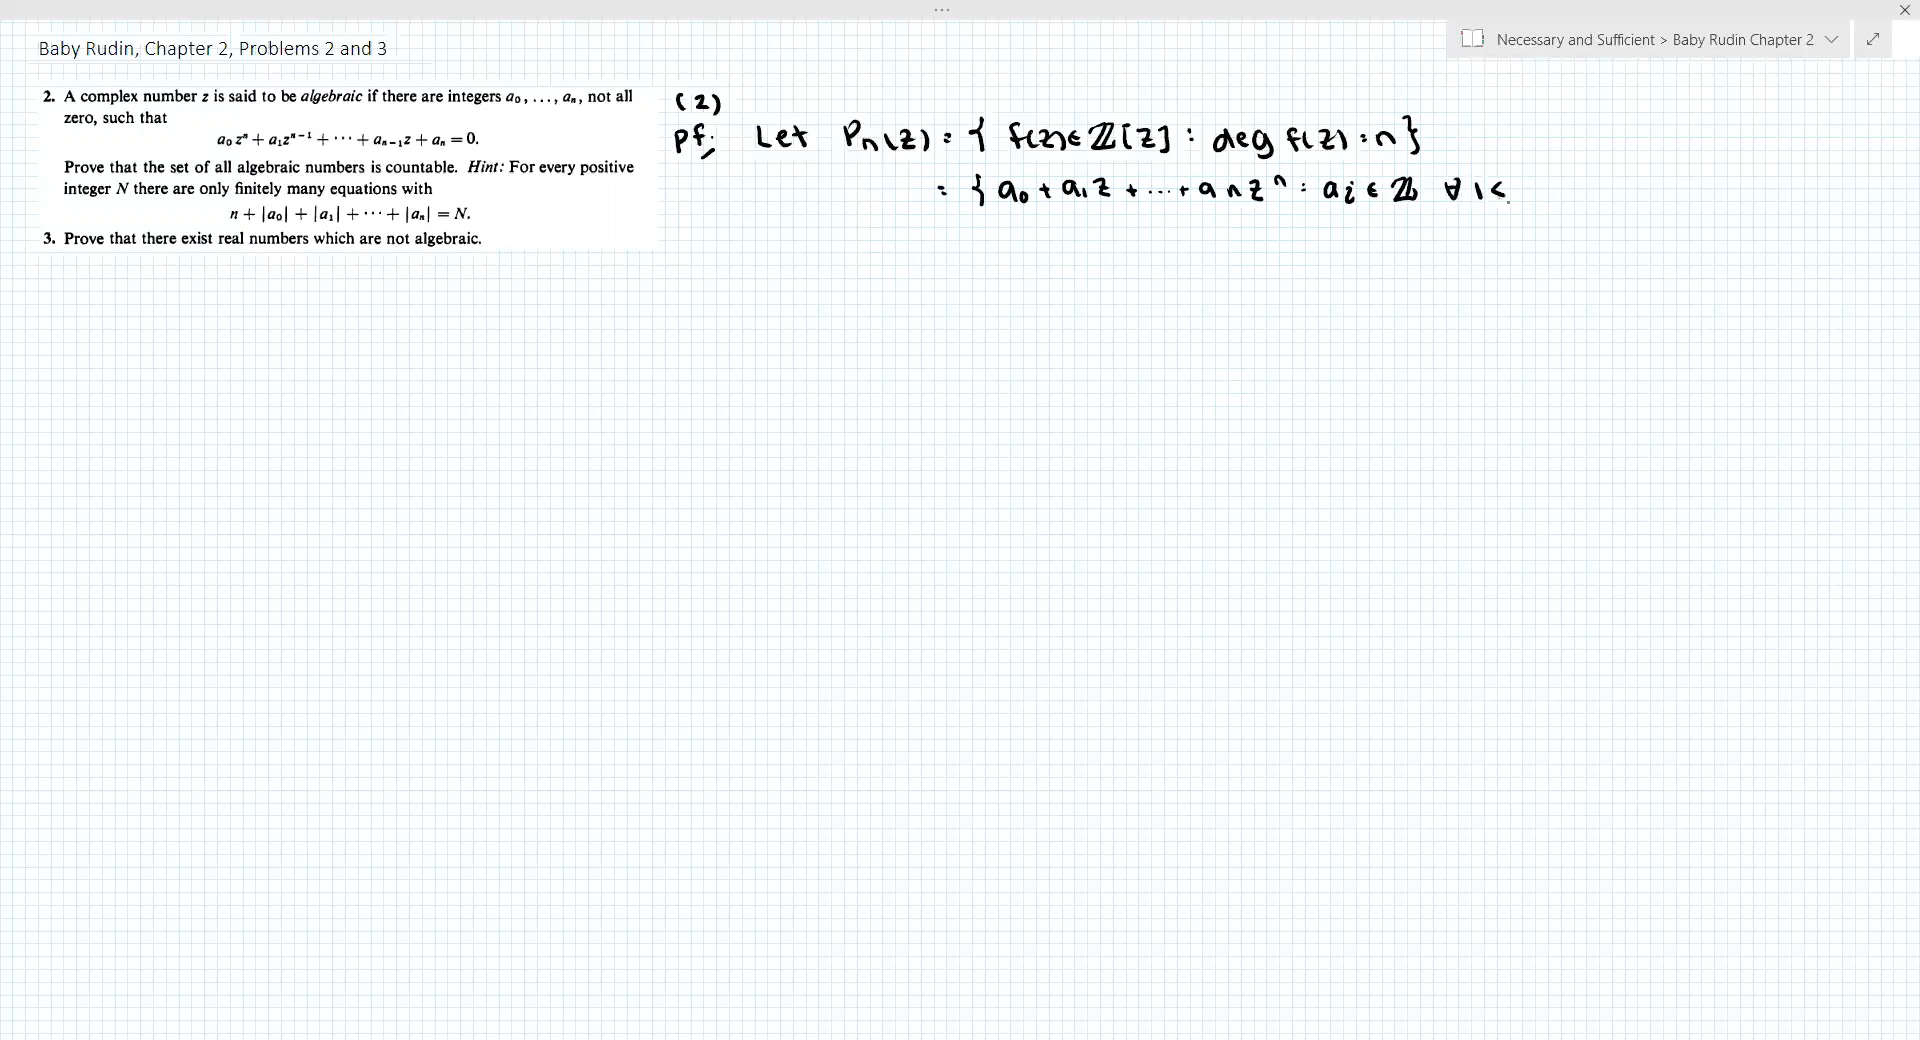 Baby Rudin, Chapter 2, Problems 2 and 3
Necessary and Sufficient > Baby Rudin Chapter 2
2. A complex number z is said to be algebraic if there are integers a₀, ..., aₙ, not all
zero, such that
a₀zⁿ + a₁zⁿ⁻¹ + ··· + aₙ₋₁z + aₙ = 0.
Prove that the set of all algebraic numbers is countable. Hint: For every positive
integer N there are only finitely many equations with
n + |a₀| + |a₁| + ··· + |aₙ| = N.
3. Prove that there exist real numbers which are not algebraic.
(2)
Pf: Let Pₙ(z) = { f(z) ∈ ℤ[z] : deg f(z) = n }
= { a₀ + a₁z + ... + aₙzⁿ : aᵢ ∈ ℤ ∀ 1 <